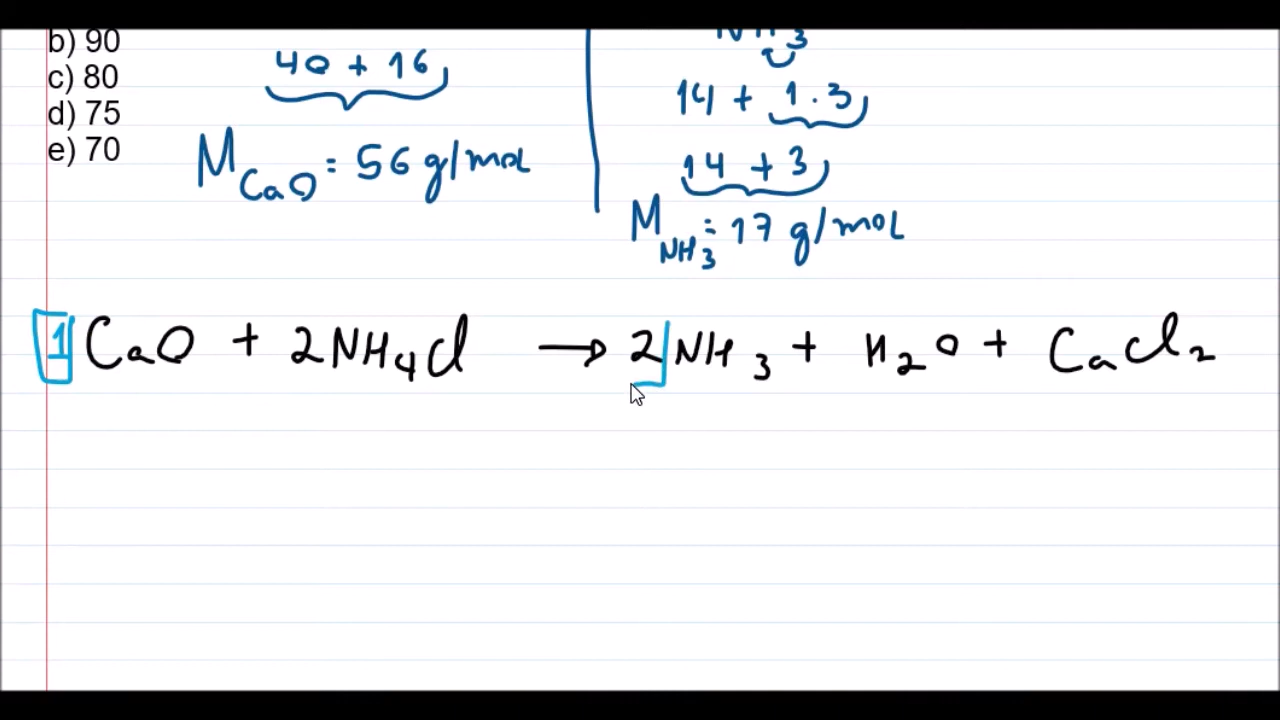 b) 90
c) 80
d) 75
e) 70
40 + 16
M CaO = 56 g/mol
NH3
14 + 1.3
14 + 3
M NH3 = 17 g/mol
1 CaO + 2NH4Cl → 2NH3 + H2O + CaCl2